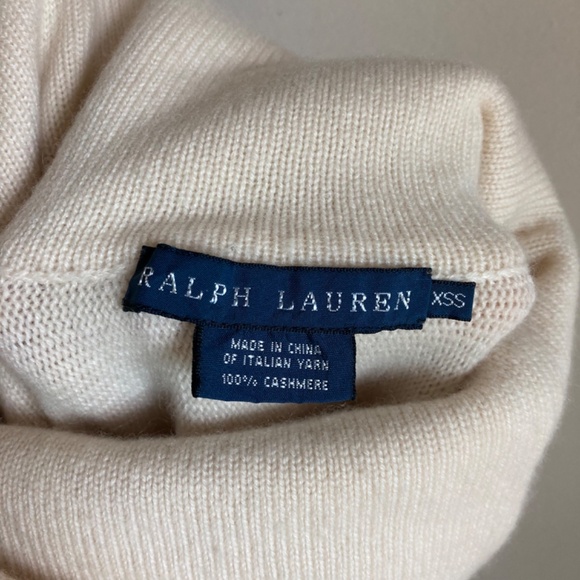 RALPH LAUREN
XSS
MADE IN CHINA
OF ITALIAN YARN
100% CASHMERE